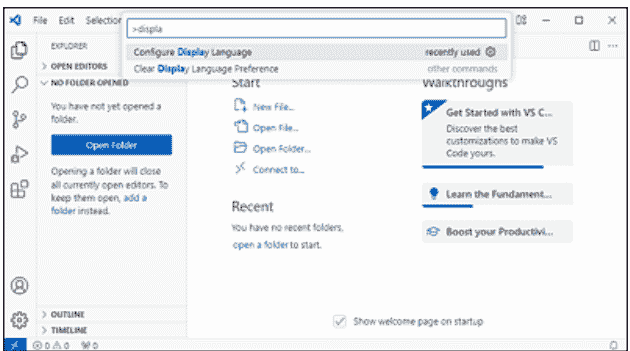 File Edit Selection
>displa
Configure Display Language recently used
Clear Display Language Preference other commands
EXPLORER
OPEN EDITORS
NO FOLDER OPENED
You have not yet opened a
folder.
Open Folder
Opening a folder will close
all currently open editors. To
keep them open, add a
folder instead.
OUTLINE
TIMELINE
Start
New File...
Open File...
Open Folder...
Connect to...
Recent
You have no recent folders,
open a folder to start.
Walkthroughs
Get Started with VS C...
Discover the best
customizations to make VS
Code yours.
Learn the Fundament...
Boost your Productivi...
Show welcome page on startup
0 0 0